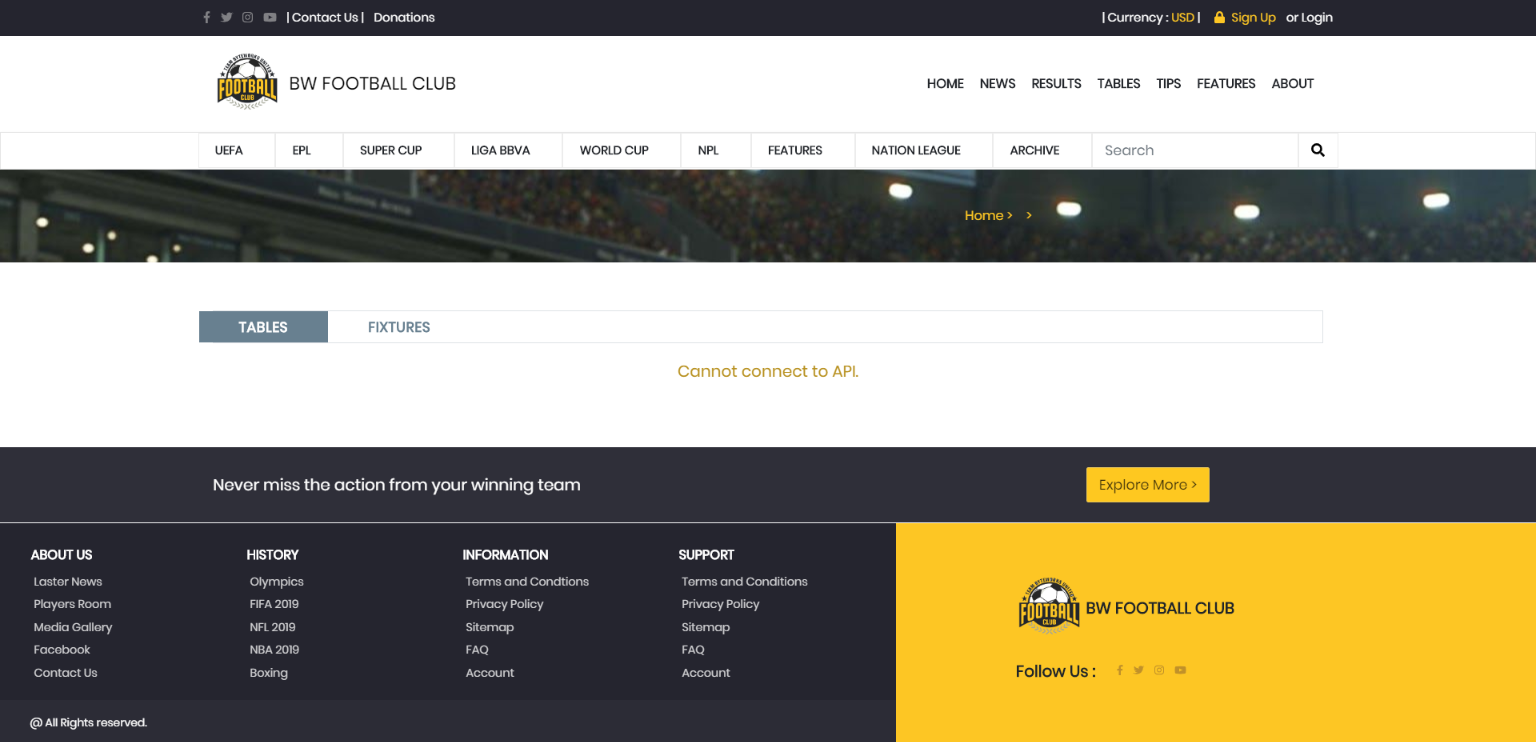 | Contact Us | Donations
| Currency : USD | Sign Up or Login
FOOTBALL
CLUB
BW FOOTBALL CLUB
HOME NEWS RESULTS TABLES TIPS FEATURES ABOUT
UEFA EPL SUPER CUP LIGA BBVA WORLD CUP NPL FEATURES NATION LEAGUE ARCHIVE Search
Home > >
TABLES FIXTURES
Cannot connect to API.
Never miss the action from your winning team
Explore More >
ABOUT US
Laster News
Players Room
Media Gallery
Facebook
Contact Us
HISTORY
Olympics
FIFA 2019
NFL 2019
NBA 2019
Boxing
INFORMATION
Terms and Condtions
Privacy Policy
Sitemap
FAQ
Account
SUPPORT
Terms and Conditions
Privacy Policy
Sitemap
FAQ
Account
FOOTBALL
CLUB
BW FOOTBALL CLUB
Follow Us :
@ All Rights reserved.